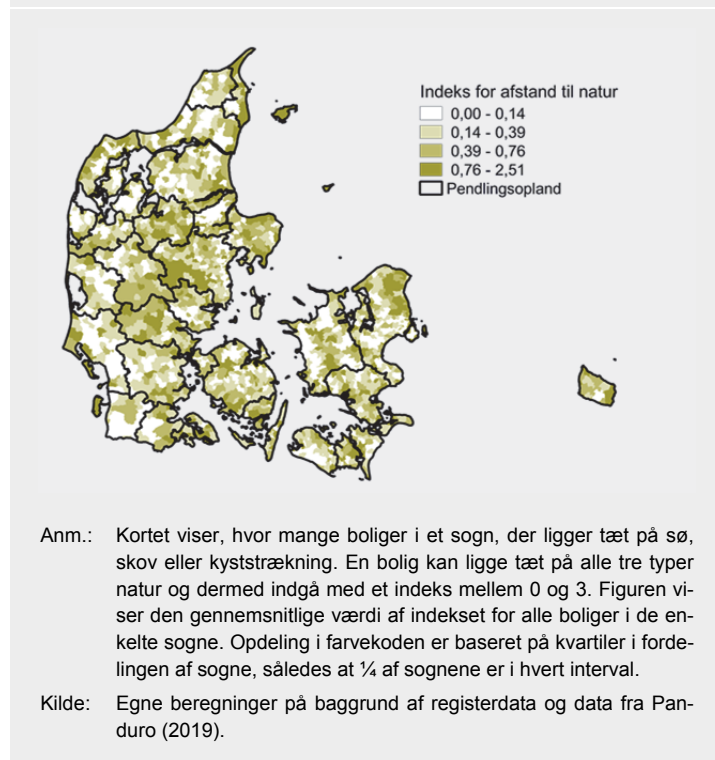 Indeks for afstand til natur
0,00 - 0,14
0,14 - 0,39
0,39 - 0,76
0,76 - 2,51
Pendlingsopland
Anm.: Kortet viser, hvor mange boliger i et sogn, der ligger tæt på sø,
skov eller kyststrækning. En bolig kan ligge tæt på alle tre typer
natur og dermed indgå med et indeks mellem 0 og 3. Figuren vi-
ser den gennemsnitlige værdi af indekset for alle boliger i de en-
kelte sogne. Opdeling i farvekoden er baseret på kvartiler i forde-
lingen af sogne, således at ¼ af sognene er i hvert interval.
Kilde: Egne beregninger på baggrund af registerdata og data fra Pan-
duro (2019).